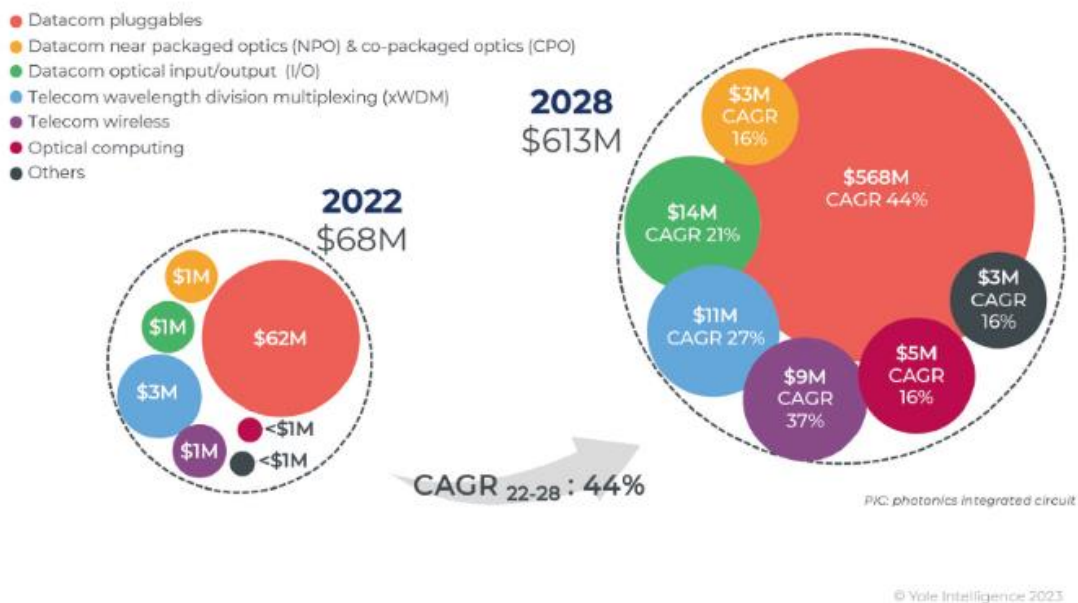 Datacom pluggables
Datacom near packaged optics (NPO) & co-packaged optics (CPO)
Datacom optical input/output (I/O)
Telecom wavelength division multiplexing (xWDM)
Telecom wireless
Optical computing
Others
2022
$68M
$1M
$1M
$62M
$3M
$1M
<$1M
<$1M
2028
$613M
$3M
CAGR
16%
$568M
CAGR 44%
$14M
CAGR 21%
$11M
CAGR 27%
$9M
CAGR
37%
$5M
CAGR
16%
$3M
CAGR
16%
CAGR 22-28 : 44%
PIC: photonics integrated circuit
© Yole Intelligence 2023